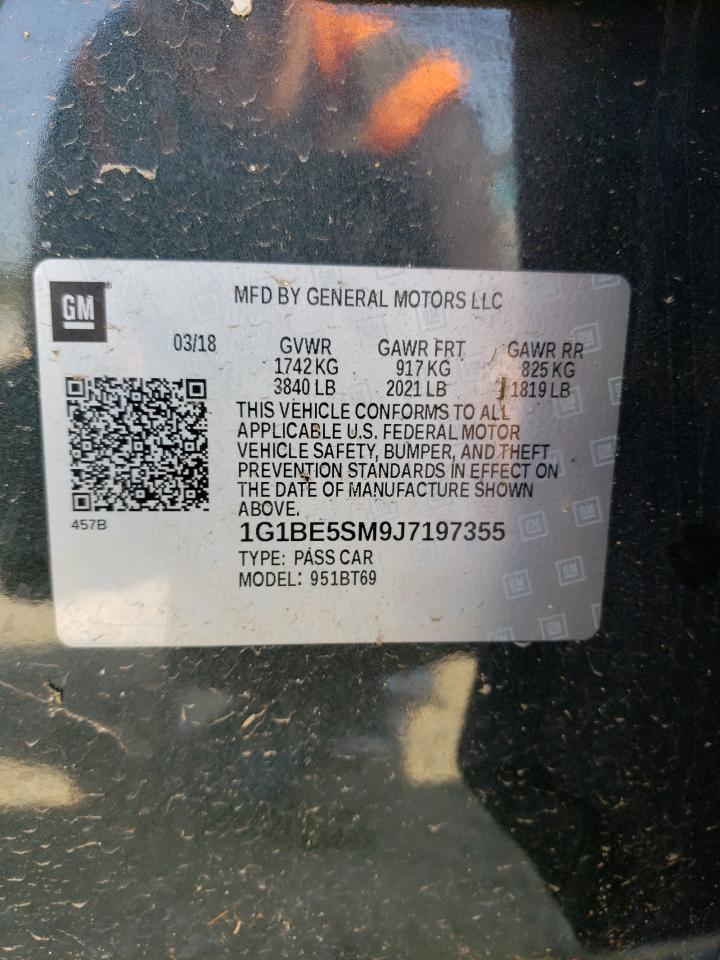 GM
MFD BY GENERAL MOTORS LLC
03/18 GVWR GAWR FRT GAWR RR
1742 KG 917 KG 825 KG
3840 LB 2021 LB 1819 LB
THIS VEHICLE CONFORMS TO ALL
APPLICABLE U.S. FEDERAL MOTOR
VEHICLE SAFETY, BUMPER, AND THEFT
PREVENTION STANDARDS IN EFFECT ON
THE DATE OF MANUFACTURE SHOWN
ABOVE.
457B
1G1BE5SM9J7197355
TYPE: PASS CAR
MODEL: 951BT69